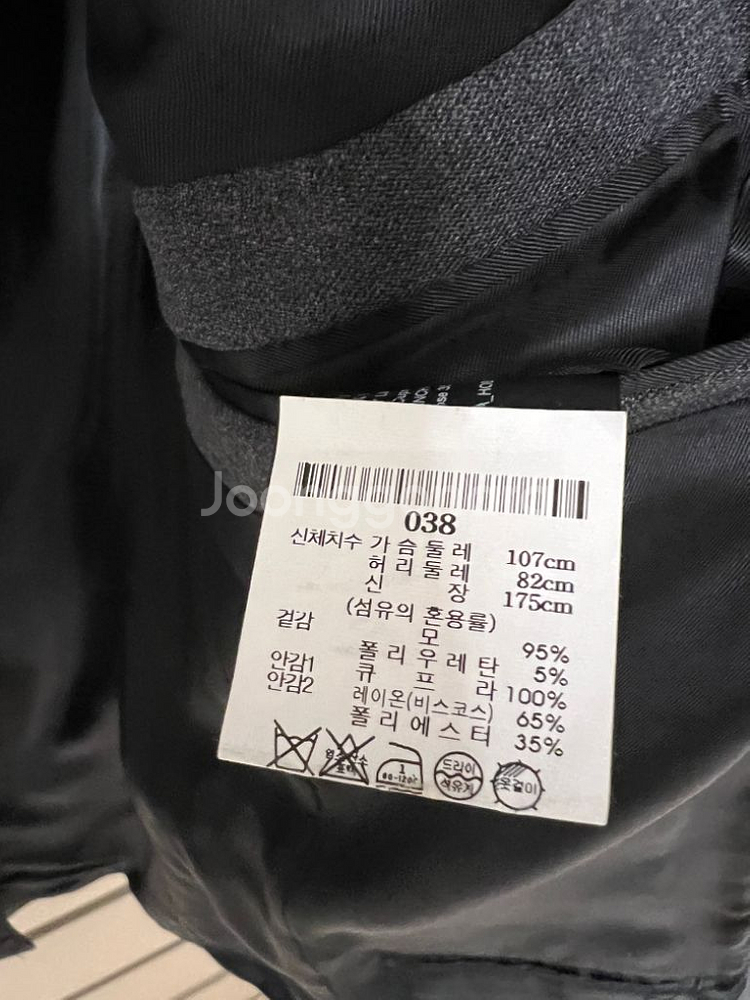 038
신체치수 가슴둘레 107cm
허리둘레 82cm
신장 175cm
(섬유의 혼용률)
겉감 모 95%
폴리우레탄 5%
안감1 큐프라 100%
안감2 레이온(비스코스) 65%
폴리에스터 35%
드라이
석유계
옷걸이